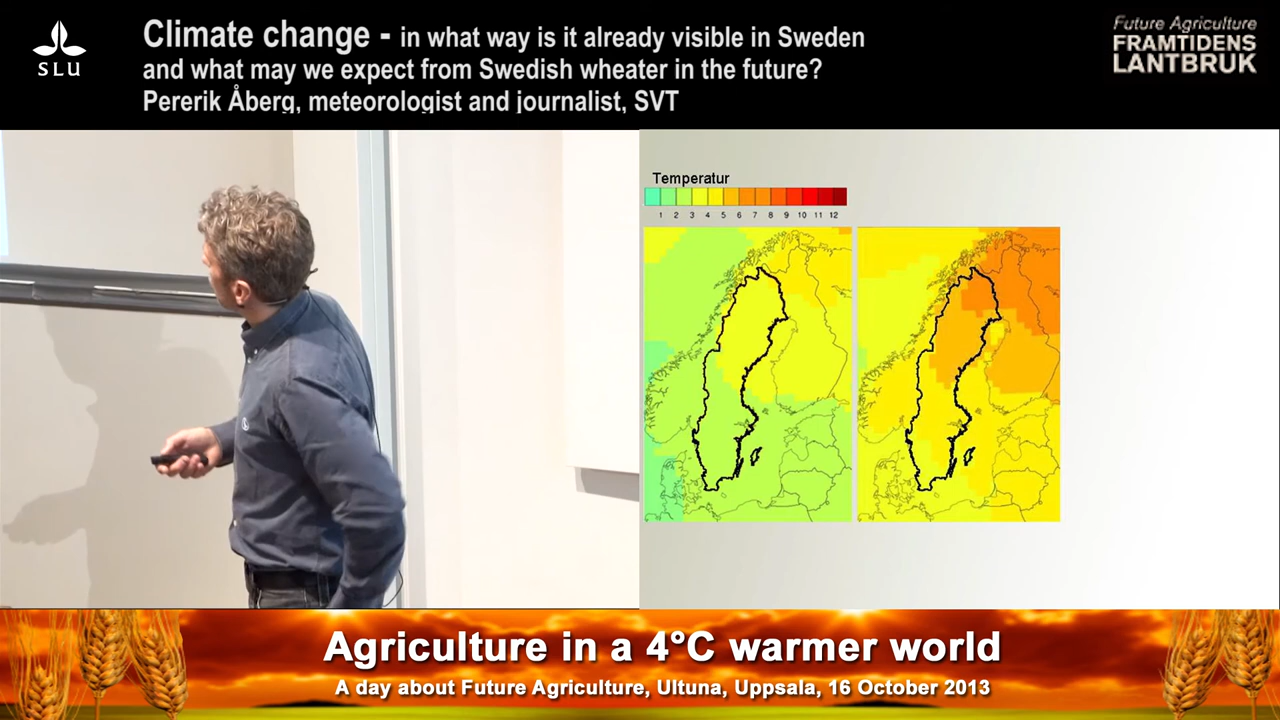 SLU
Climate change - in what way is it already visible in Sweden
and what may we expect from Swedish wheater in the future?
Pererik Åberg, meteorologist and journalist, SVT
Future Agriculture
FRAMTIDENS
LANTBRUK
Temperatur
1 2 3 4 5 6 7 8 9 10 11 12
Agriculture in a 4°C warmer world
A day about Future Agriculture, Ultuna, Uppsala, 16 October 2013